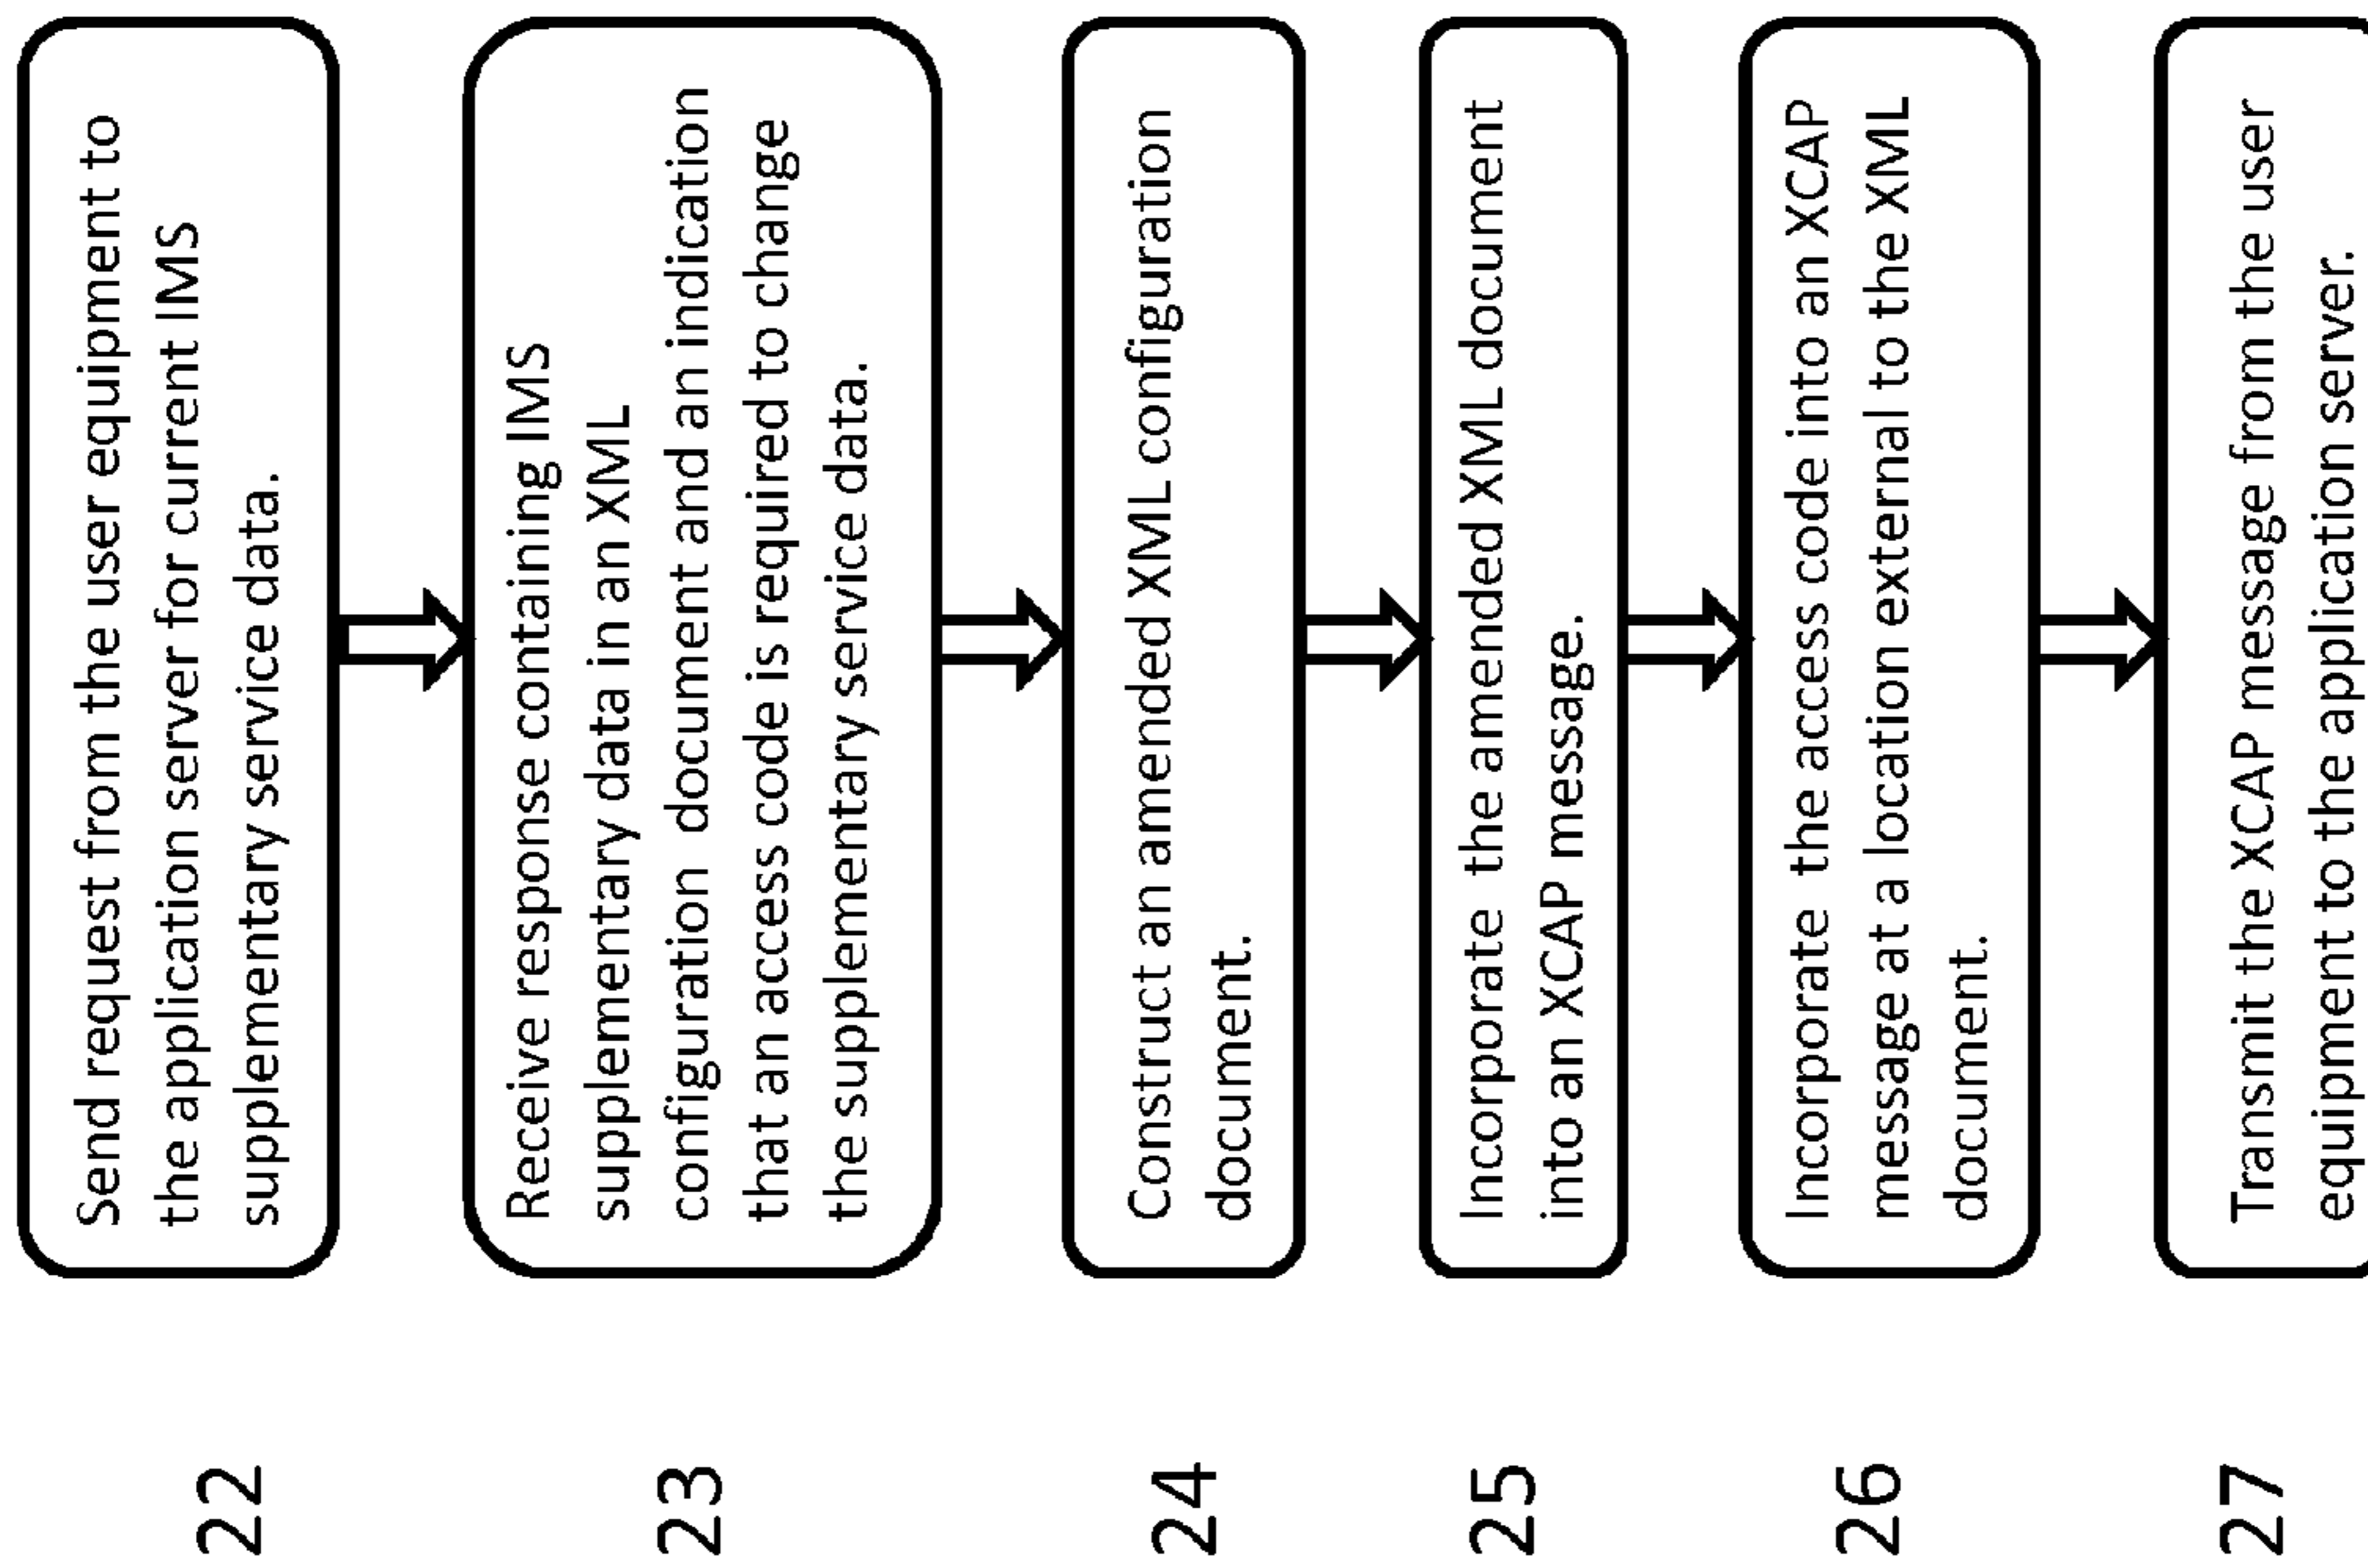 22
Send request from the user equipment to
the application server for current IMS
supplementary service data.
23
Receive response containing IMS
supplementary data in an XML
configuration document and an indication
that an access code is required to change
the supplementary service data.
24
Construct an amended XML configuration
document.
25
Incorporate the amended XML document
into an XCAP message.
26
Incorporate the access code into an XCAP
message at a location external to the XML
document.
27
Transmit the XCAP message from the user
equipment to the application server.